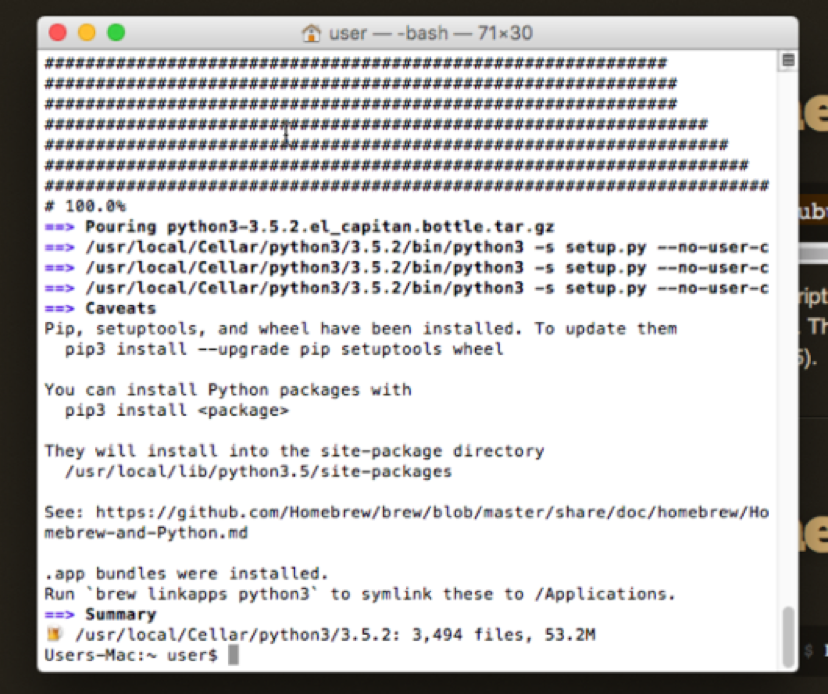 user — -bash — 71×30
#############################################################
##############################################################
##############################################################
#################################################################
###################################################################
#####################################################################
#######################################################################
# 100.0%
==> Pouring python3-3.5.2.el_capitan.bottle.tar.gz
==> /usr/local/Cellar/python3/3.5.2/bin/python3 -s setup.py --no-user-c
==> /usr/local/Cellar/python3/3.5.2/bin/python3 -s setup.py --no-user-c
==> /usr/local/Cellar/python3/3.5.2/bin/python3 -s setup.py --no-user-c
==> Caveats
Pip, setuptools, and wheel have been installed. To update them
  pip3 install --upgrade pip setuptools wheel
You can install Python packages with
  pip3 install <package>
They will install into the site-package directory
  /usr/local/lib/python3.5/site-packages
See: https://github.com/Homebrew/brew/blob/master/share/doc/homebrew/Ho
mebrew-and-Python.md
.app bundles were installed.
Run `brew linkapps python3` to symlink these to /Applications.
==> Summary
🍺 /usr/local/Cellar/python3/3.5.2: 3,494 files, 53.2M
Users-Mac:~ user$